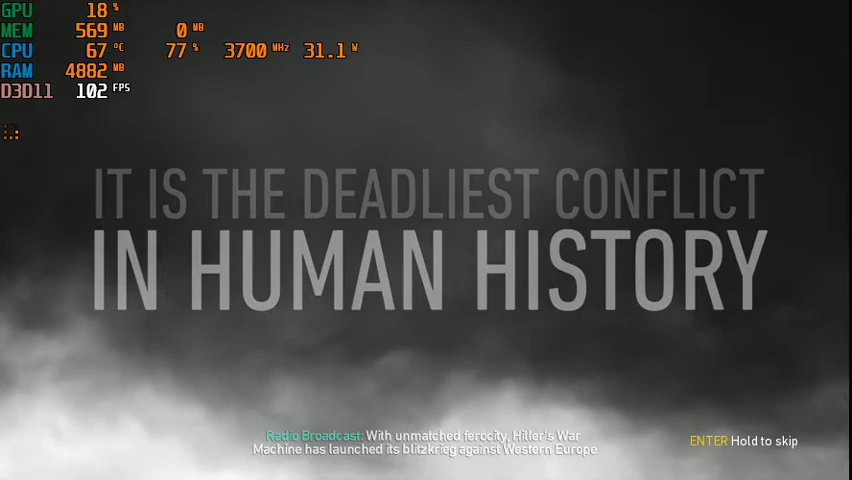 GPU 18 %
MEM 569 MB 0 MB
CPU 67 °C 77 % 3700 MHz 31.1 W
RAM 4882 MB
D3D11 102 FPS
IT IS THE DEADLIEST CONFLICT
IN HUMAN HISTORY
Radio Broadcast: With unmatched ferocity, Hitler's War
Machine has launched its blitzkrieg against Western Europe
ENTER Hold to skip